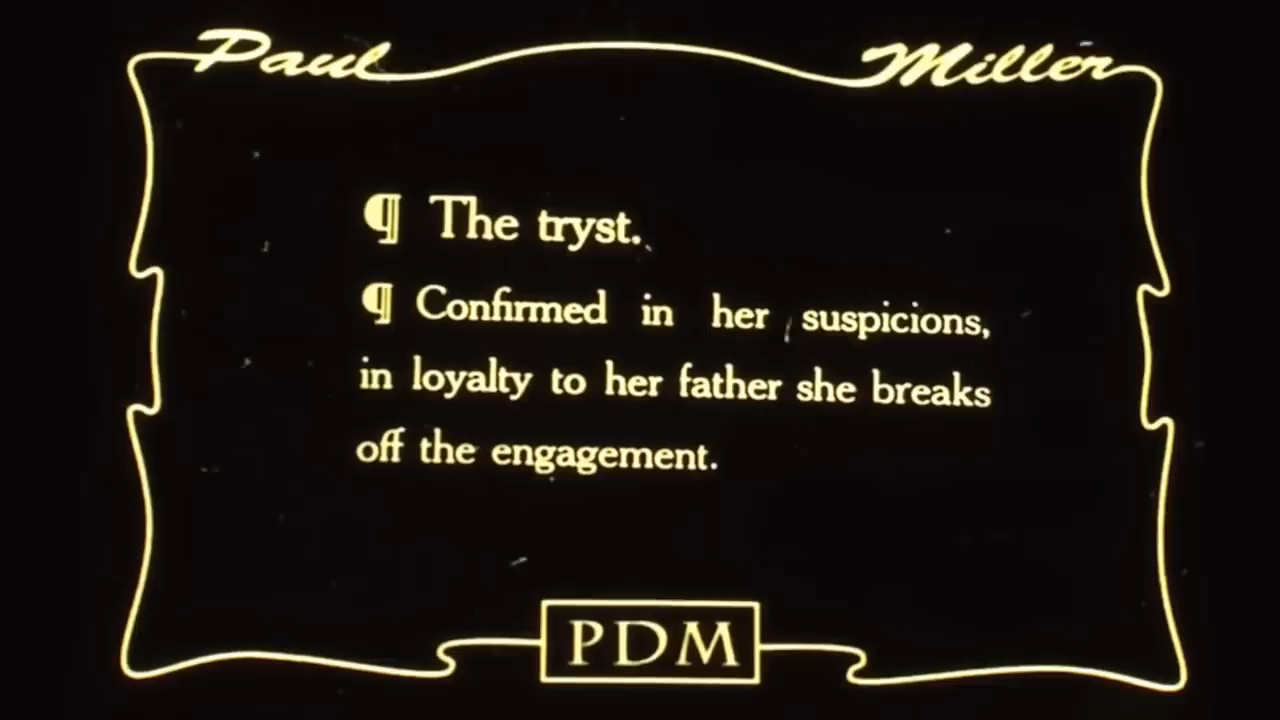 Paul Miller
¶ The tryst.
¶ Confirmed in her suspicions,
in loyalty to her father she breaks
off the engagement.
PDM